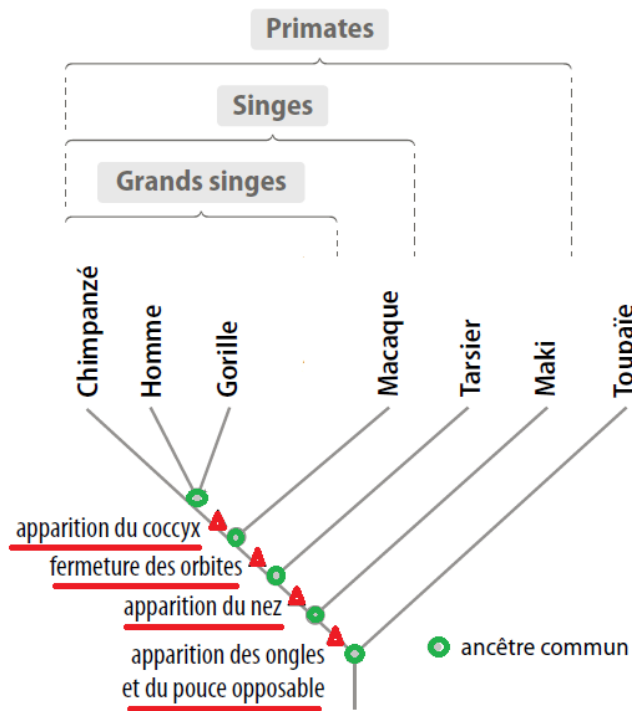 Primates
Singes
Grands singes
Chimpanzé
Homme
Gorille
Macaque
Tarsier
Maki
Toupaïe
apparition du coccyx
fermeture des orbites
apparition du nez
apparition des ongles
et du pouce opposable
ancêtre commun